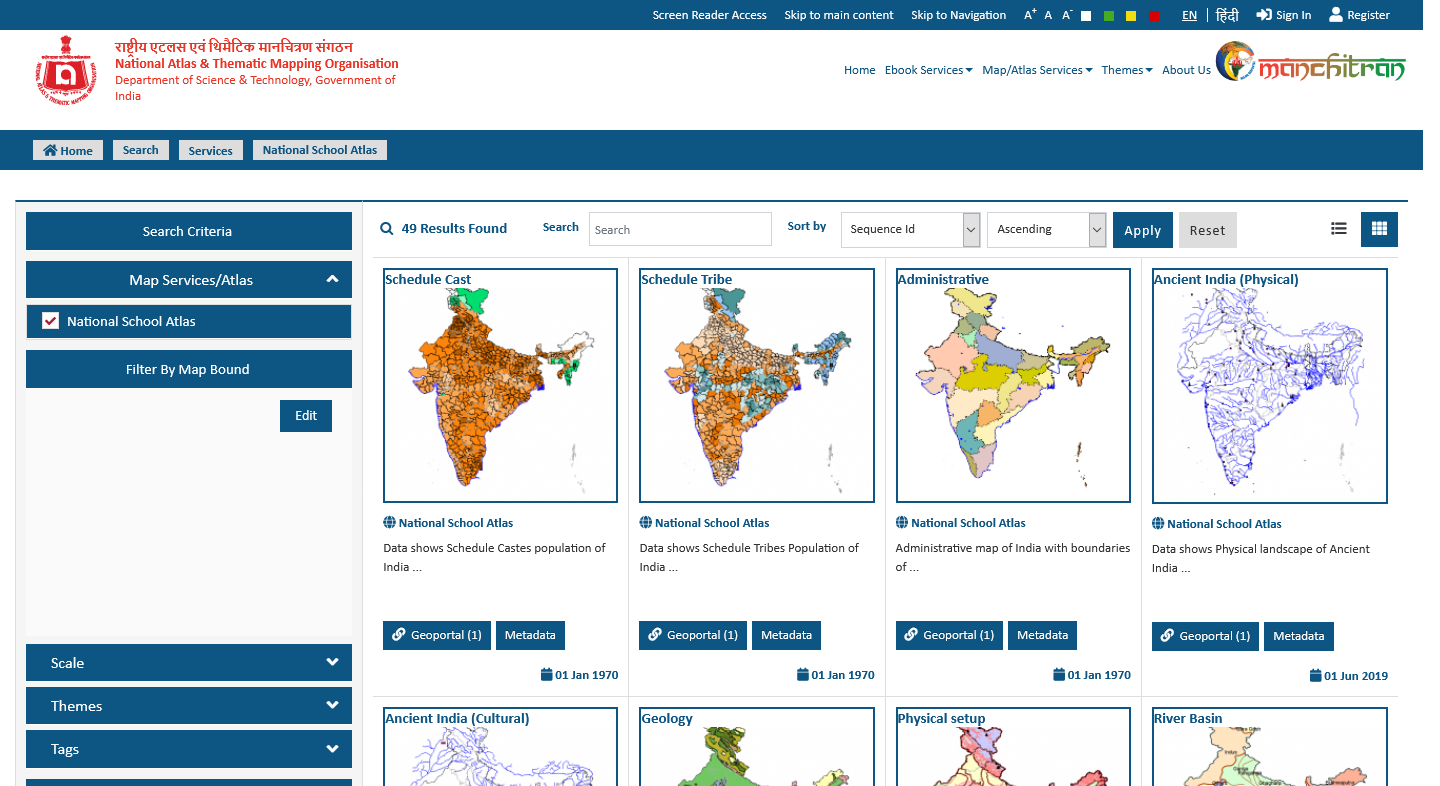 Screen Reader Access Skip to main content Skip to Navigation A+ A A- EN हिंदी Sign In Register
राष्ट्रीय एटलस एवं थिमैटिक मानचित्रण संगठन
National Atlas & Thematic Mapping Organisation
Department of Science & Technology, Government of
India
Home Ebook Services Map/Atlas Services Themes About Us manchitran
Home Search Services National School Atlas
Search Criteria
Map Services/Atlas
National School Atlas
Filter By Map Bound
Edit
Scale
Themes
Tags
49 Results Found Search Search Sort by Sequence Id Ascending Apply Reset
Schedule Cast
National School Atlas
Data shows Schedule Castes population of
India ...
Geoportal (1) Metadata
01 Jan 1970
Schedule Tribe
National School Atlas
Data shows Schedule Tribes Population of
India ...
Geoportal (1) Metadata
01 Jan 1970
Administrative
National School Atlas
Administrative map of India with boundaries
of ...
Geoportal (1) Metadata
01 Jan 1970
Ancient India (Physical)
National School Atlas
Data shows Physical landscape of Ancient
India ...
Geoportal (1) Metadata
01 Jun 2019
Ancient India (Cultural)
Geology
Physical setup
River Basin